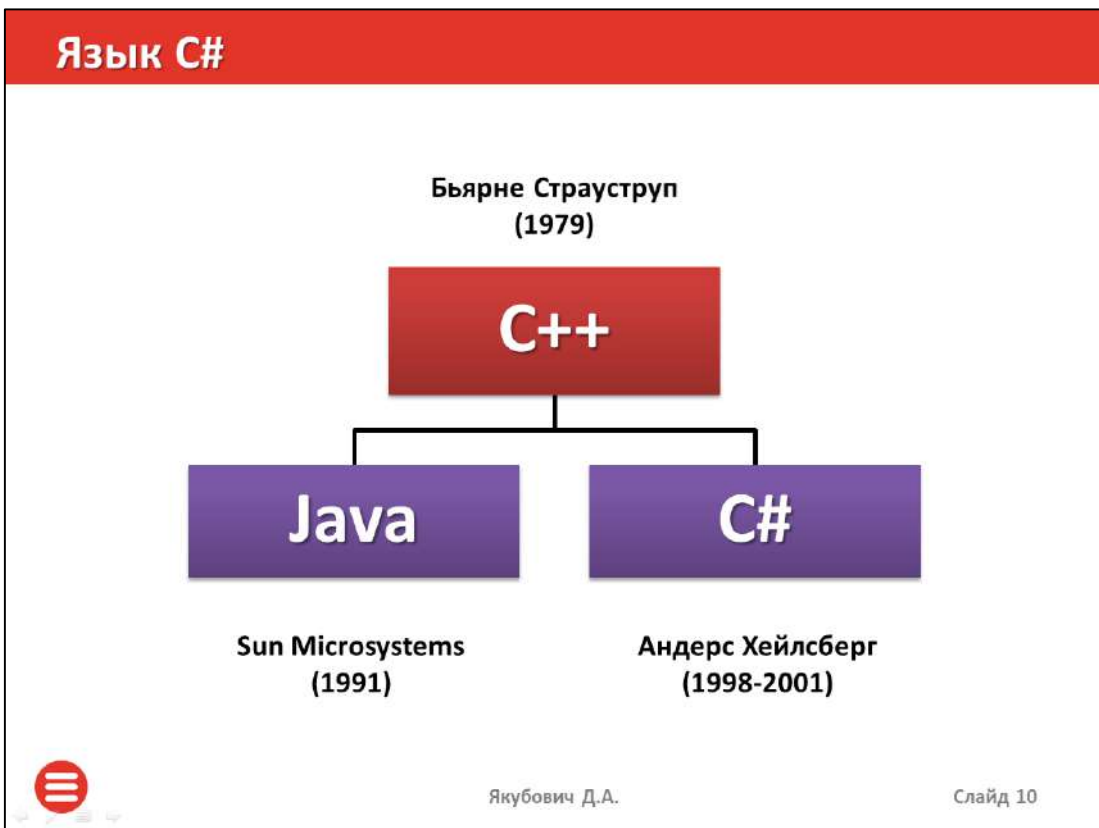 Язык C#
Бьярне Страуструп
(1979)
C++
Java
C#
Sun Microsystems
(1991)
Андерс Хейлсберг
(1998-2001)
Якубович Д.А.
Слайд 10